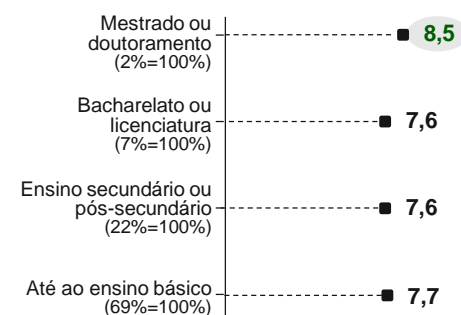 Mestrado ou
doutoramento
(2%=100%)
8,5
Bacharelato ou
licenciatura
(7%=100%)
7,6
Ensino secundário ou
pós-secundário
(22%=100%)
7,6
Até ao ensino básico
(69%=100%)
7,7